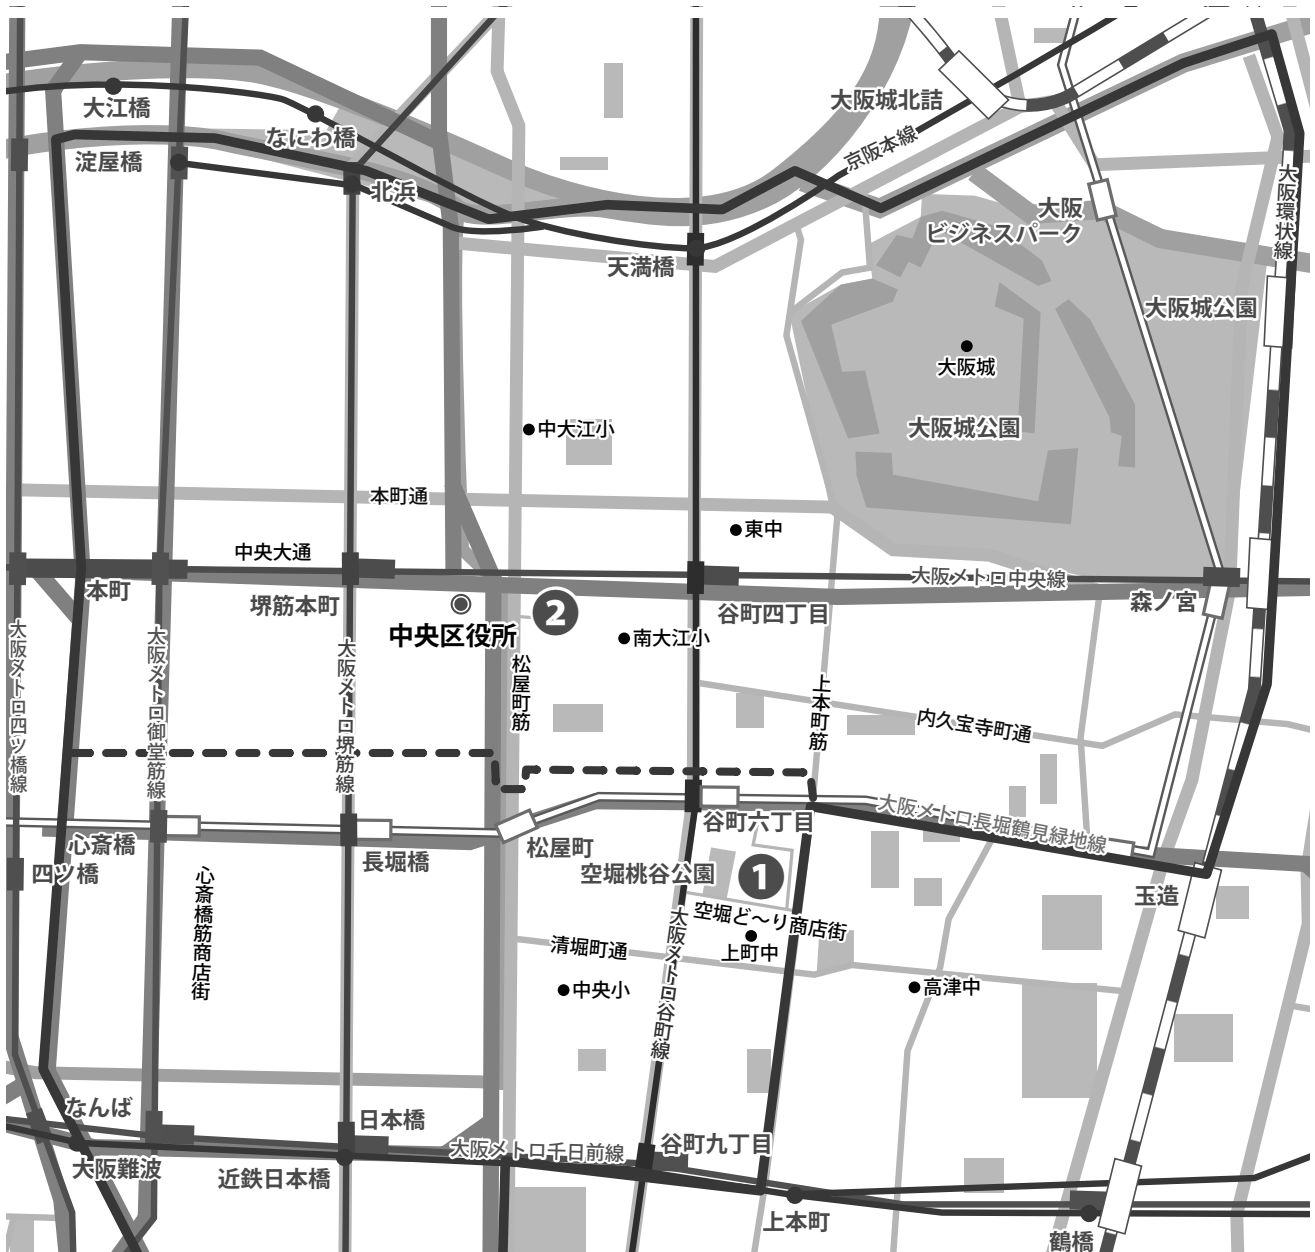 大江橋
なにわ橋
淀屋橋
北浜
大阪城北詰
京阪本線
大阪
ビジネスパーク
大阪環状線
天満橋
大阪城公園
大阪城
大阪城公園
中大江小
本町通
東中
中央大通
大阪メトロ中央線
本町
堺筋本町
中央区役所
2
谷町四丁目
森ノ宮
南大江小
大阪メトロ四ツ橋線
大阪メトロ御堂筋線
大阪メトロ堺筋線
松屋町筋
上本町筋
内久宝寺町通
大阪メトロ長堀鶴見緑地線
谷町六丁目
心斎橋
長堀橋
松屋町
四ツ橋
空堀桃谷公園
1
玉造
心斎橋筋商店街
空堀ど〜り商店街
大阪メトロ谷町線
清堀町通
上町中
中央小
高津中
なんば
日本橋
大阪難波
近鉄日本橋
大阪メトロ千日前線
谷町九丁目
上本町
鶴橋